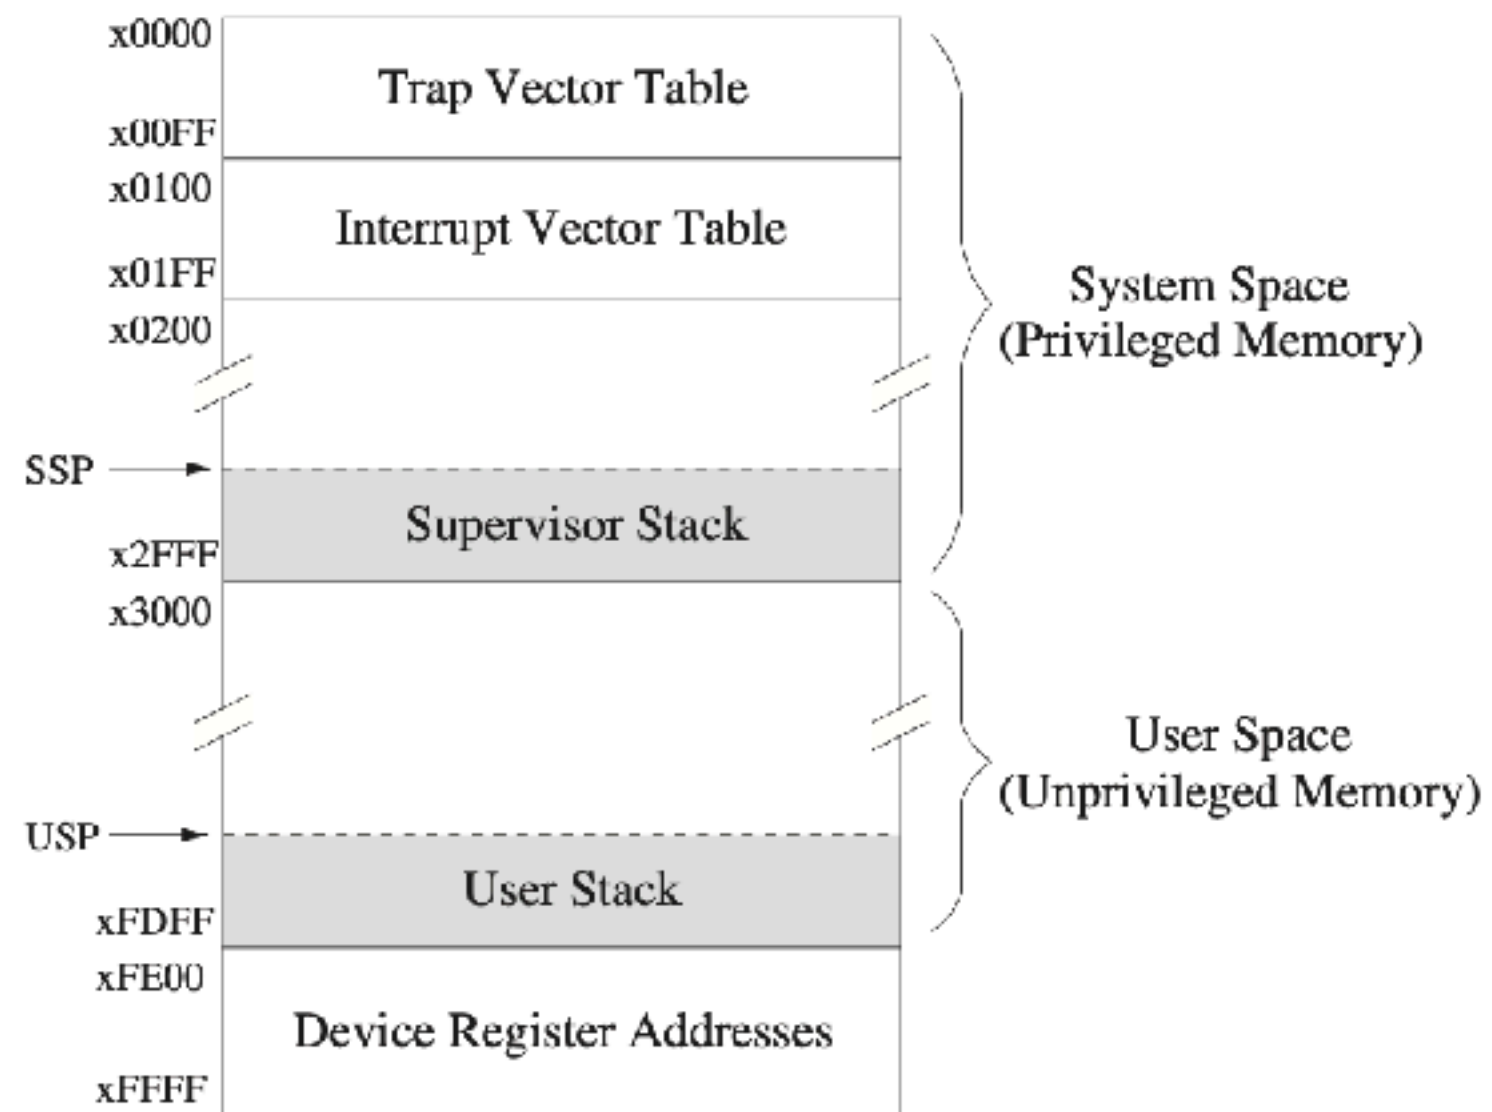 x0000
Trap Vector Table
x00FF
x0100
Interrupt Vector Table
x01FF
x0200
System Space
(Privileged Memory)
SSP
Supervisor Stack
x2FFF
x3000
User Space
(Unprivileged Memory)
USP
User Stack
xFDFF
xFE00
Device Register Addresses
xFFFF